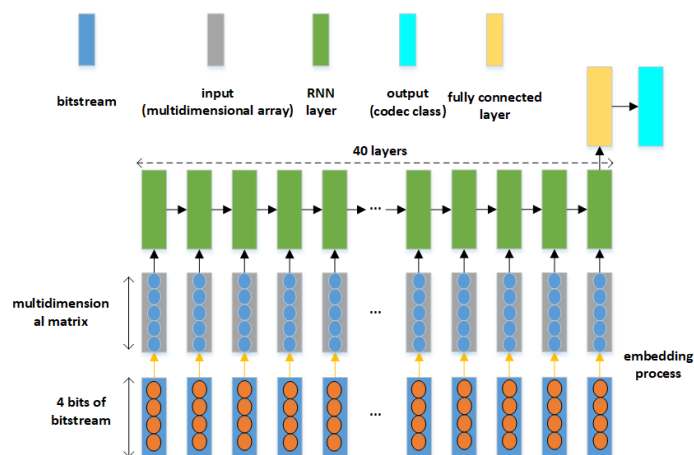 bitstream
input
(multidimensional array)
RNN
layer
output
(codec class)
fully connected
layer
40 layers
...
multidimension
al matrix
...
embedding
process
4 bits of
bitstream
...